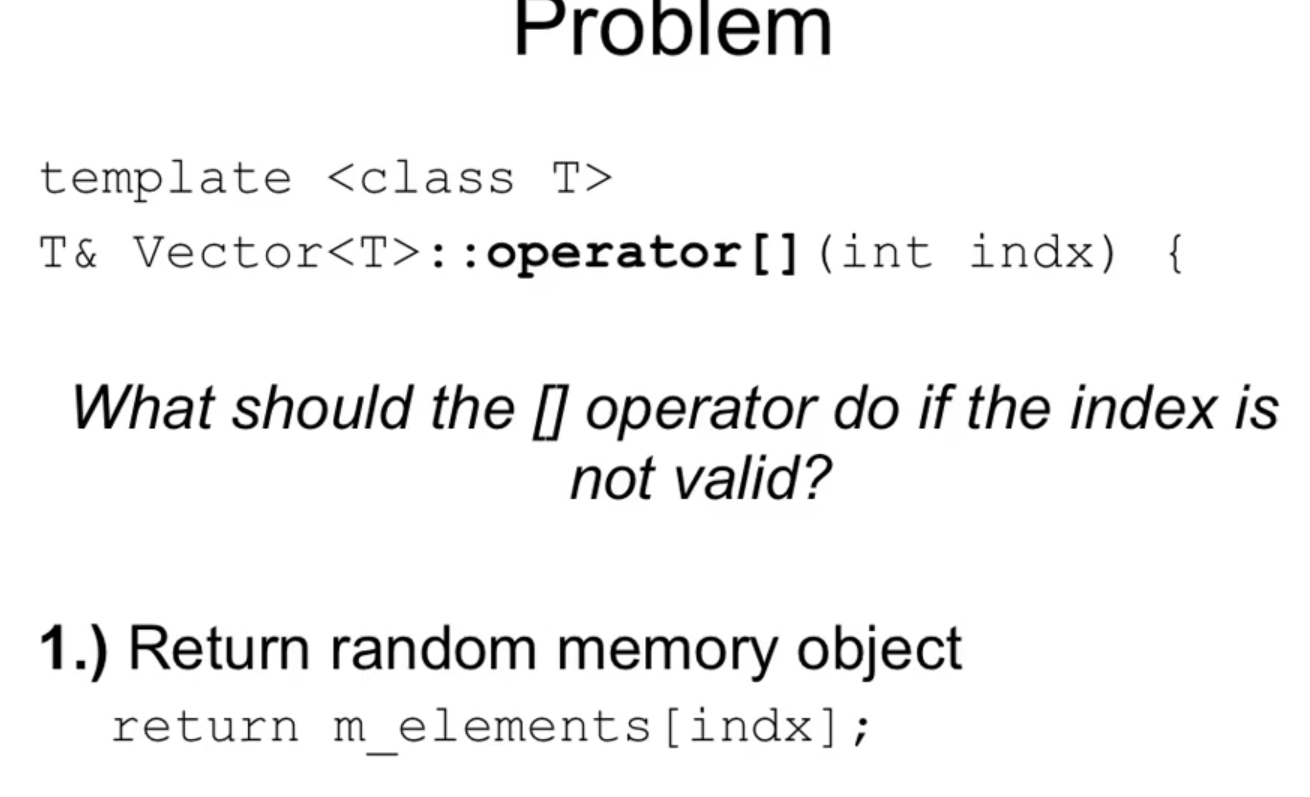 Problem
template <class T>
T& Vector<T>::operator[](int indx) {
What should the [] operator do if the index is
not valid?
1.) Return random memory object
return m_elements[indx];